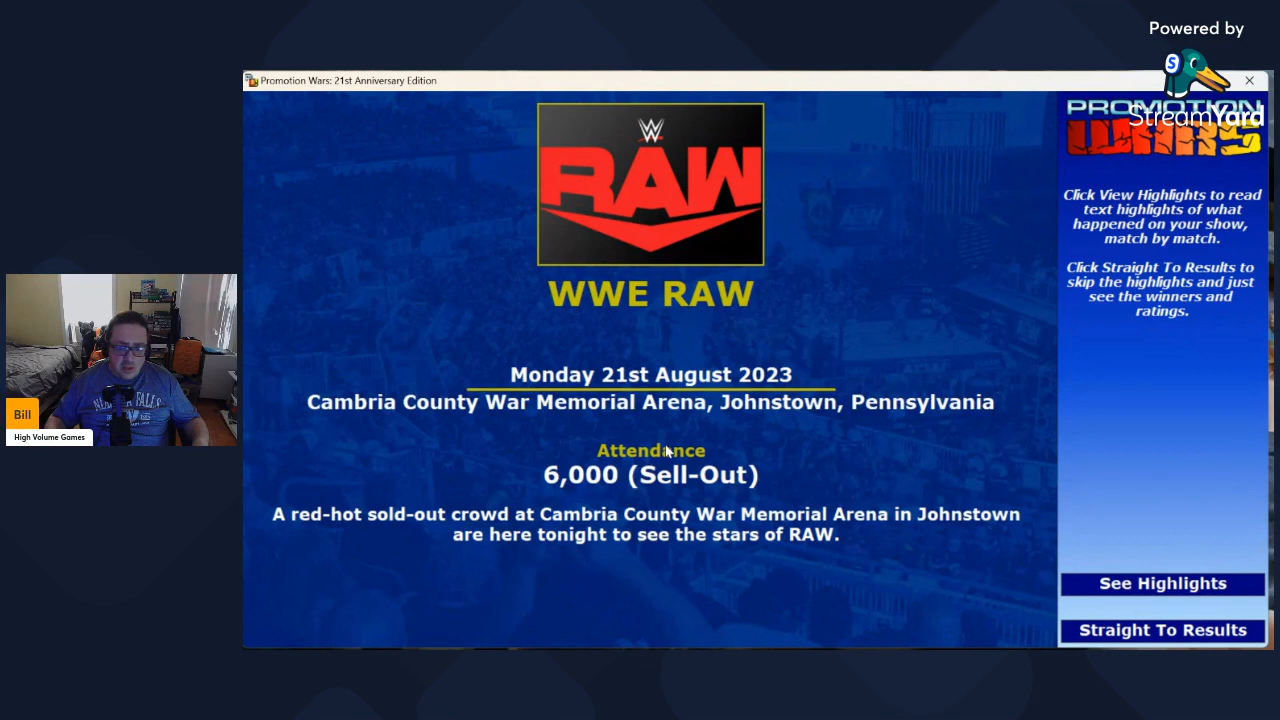 Powered by
StreamYard
Promotion Wars: 21st Anniversary Edition
PROMOTION
WARS
W
RAW
WWE RAW
Monday 21st August 2023
Cambria County War Memorial Arena, Johnstown, Pennsylvania
Attendance
6,000 (Sell-Out)
A red-hot sold-out crowd at Cambria County War Memorial Arena in Johnstown
are here tonight to see the stars of RAW.
Click View Highlights to read
text highlights of what
happened on your show,
match by match.
Click Straight To Results to
skip the highlights and just
see the winners and
ratings.
See Highlights
Straight To Results
Bill
High Volume Games